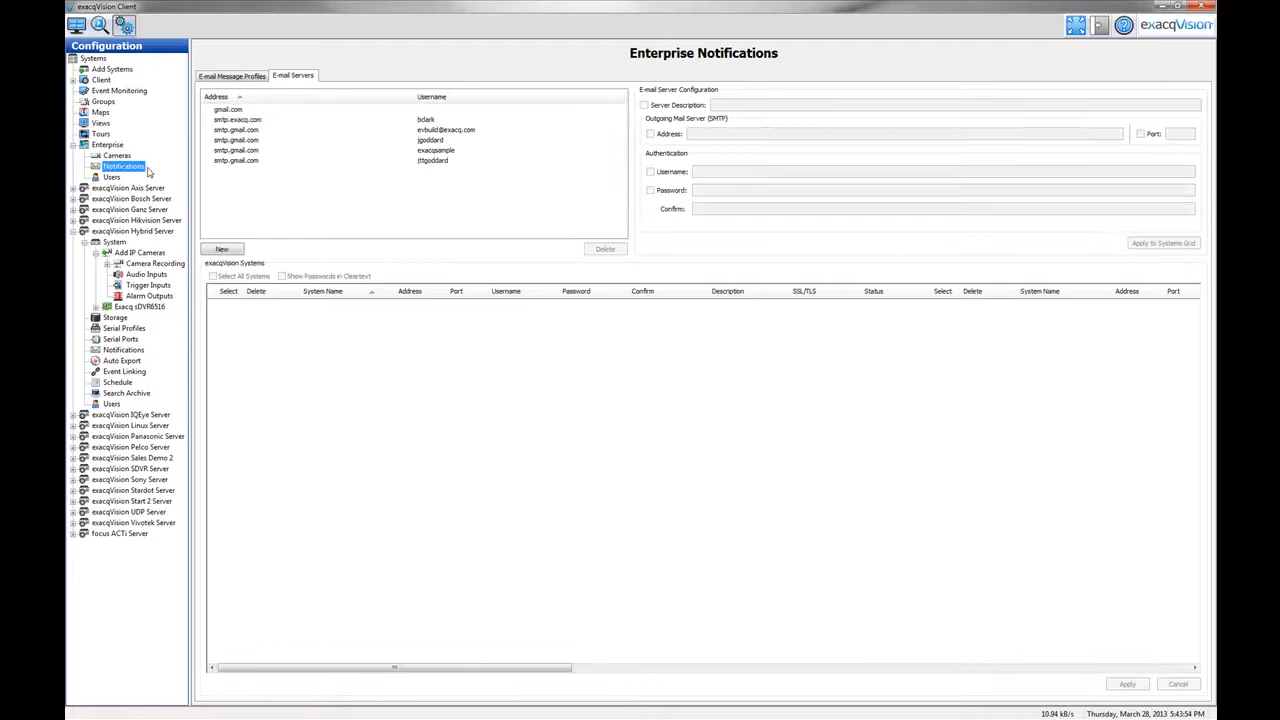 exacqVision Client
exacqVision
Configuration
Systems
Add Systems
Client
Event Monitoring
Groups
Maps
Views
Tours
Enterprise
Cameras
Notifications
Users
exacqVision Axis Server
exacqVision Bosch Server
exacqVision Ganz Server
exacqVision Hikvision Server
exacqVision Hybrid Server
System
Add IP Cameras
Camera Recording
Audio Inputs
Trigger Inputs
Alarm Outputs
Exacq sDVR6516
Storage
Serial Profiles
Serial Ports
Notifications
Auto Export
Event Linking
Schedule
Search Archive
Users
exacqVision IQEye Server
exacqVision Linux Server
exacqVision Panasonic Server
exacqVision Pelco Server
exacqVision Sales Demo 2
exacqVision SDVR Server
exacqVision Sony Server
exacqVision Stardot Server
exacqVision Start 2 Server
exacqVision UDP Server
exacqVision Vivotek Server
focus ACTi Server
Enterprise Notifications
E-mail Message Profiles E-mail Servers
Address Username
gmail.com
smtp.exacq.com bclark
smtp.gmail.com evbuild@exacq.com
smtp.gmail.com jgoddard
smtp.gmail.com exacqsample
smtp.gmail.com jttgoddard
New Delete
E-mail Server Configuration
Server Description:
Outgoing Mail Server (SMTP)
Address: Port:
Authentication
Username:
Password:
Confirm:
Apply to Systems Grid
exacqVision Systems
Select All Systems Show Passwords in Cleartext
Select Delete System Name Address Port Username Password Confirm Description SSL/TLS Status Select Delete System Name Address Port
Apply Cancel
10.94 kB/s Thursday, March 28, 2013 5:43:54 PM